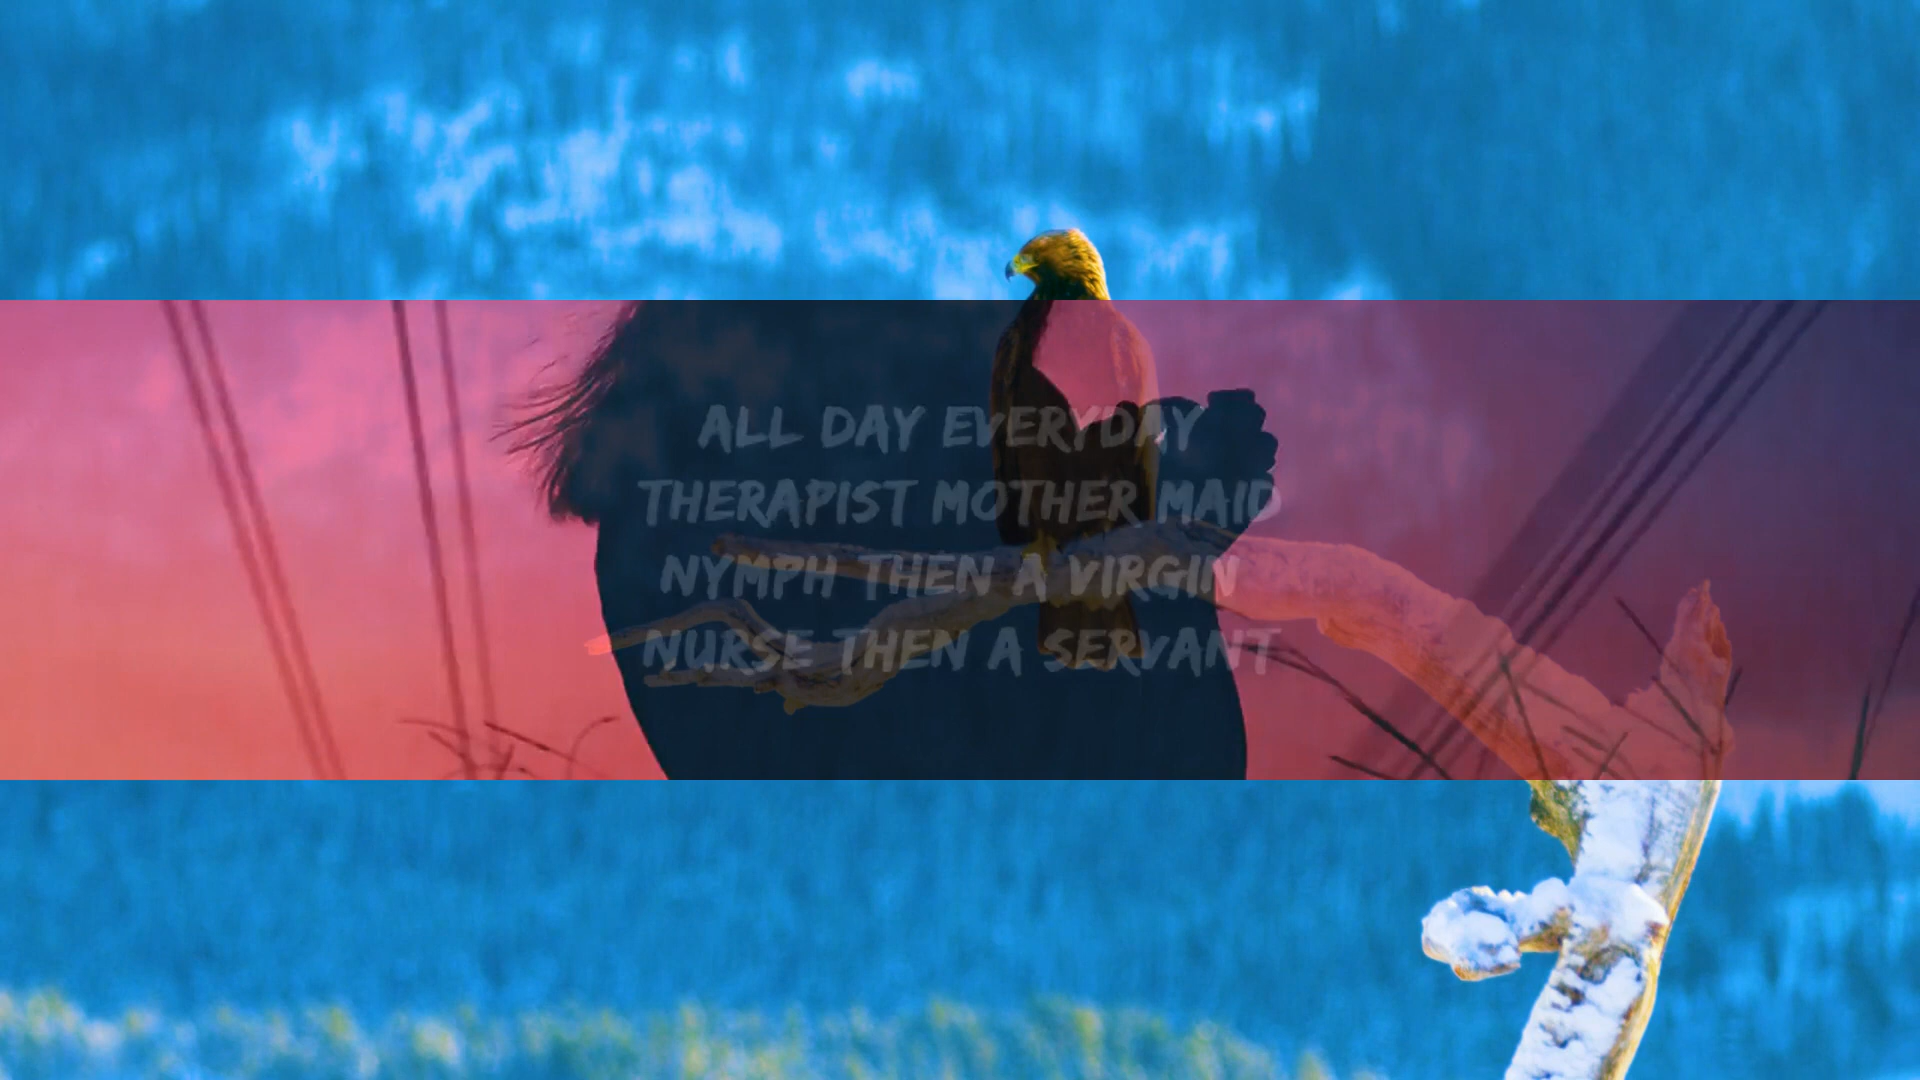 ALL DAY EVERYDAY
THERAPIST MOTHER MAID
NYMPH THEN A VIRGIN
NURSE THEN A SERVANT